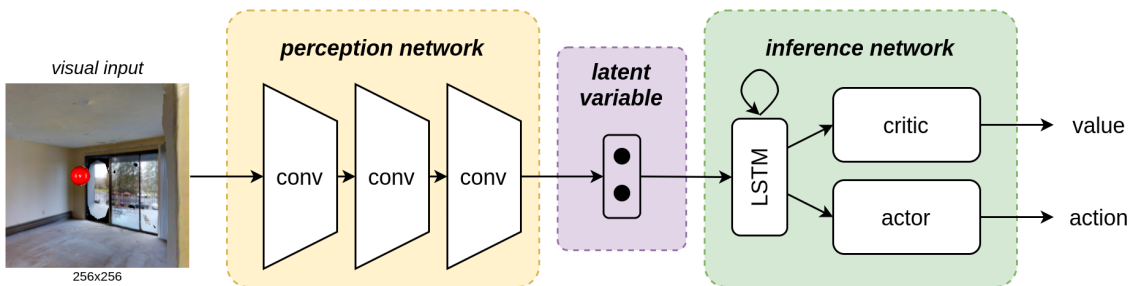 visual input
256x256
perception network
conv
conv
conv
latent
variable
inference network
LSTM
critic
actor
value
action